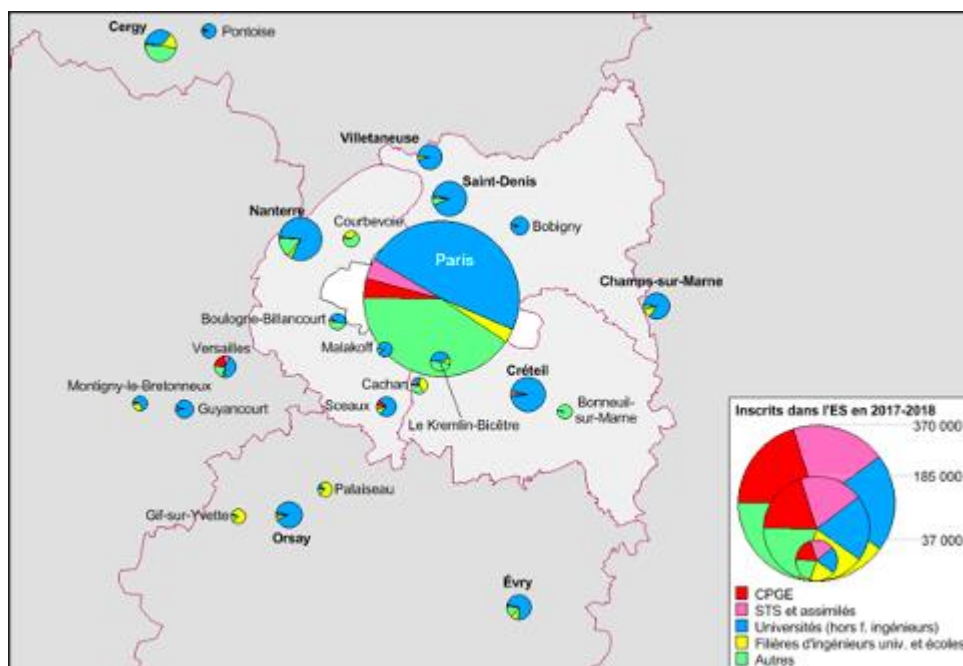 Cergy
Pontoise
Villetaneuse
Saint-Denis
Nanterre
Courbevoie
Bobigny
Paris
Champs-sur-Marne
Boulogne-Billancourt
Versailles
Malakoff
Créteil
Cachan
Montigny-le-Bretonneux
Guyancourt
Sceaux
Le Kremlin-Bicêtre
Bonneuil-
sur-Marne
Palaiseau
Gif-sur-Yvette
Orsay
Évry
Inscrits dans l'ES en 2017-2018
370 000
185 000
37 000
CPGE
STS et assimilés
Universités (hors f. ingénieurs)
Filières d'ingénieurs univ. et écoles
Autres